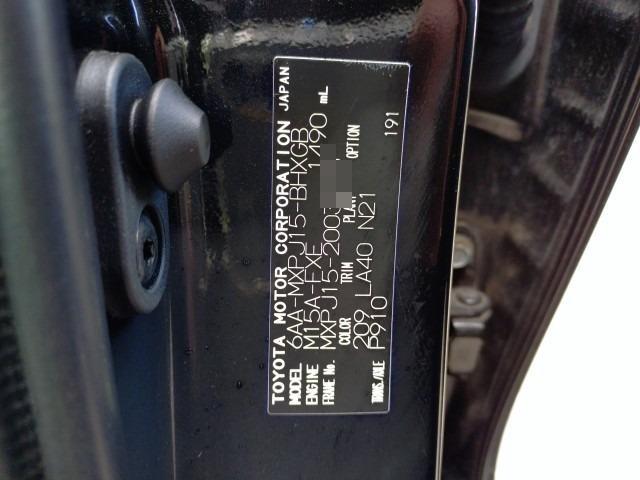 TOYOTA MOTOR CORPORATION JAPAN
MODEL 6AA-MXPJ15-BHXGB
ENGINE M15A-FXE 1490 mL
FRAME No. MXPJ15-2003
COLOR TRIM PLANT OPTION
209 LA40 N21 191
TRANS/AXLE P910